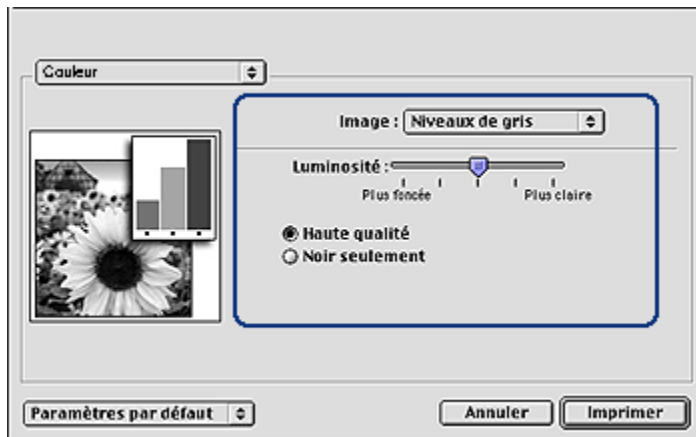 Couleur
Image : Niveaux de gris
Luminosité :
Plus foncée Plus claire
Haute qualité
Noir seulement
Paramètres par défaut Annuler Imprimer